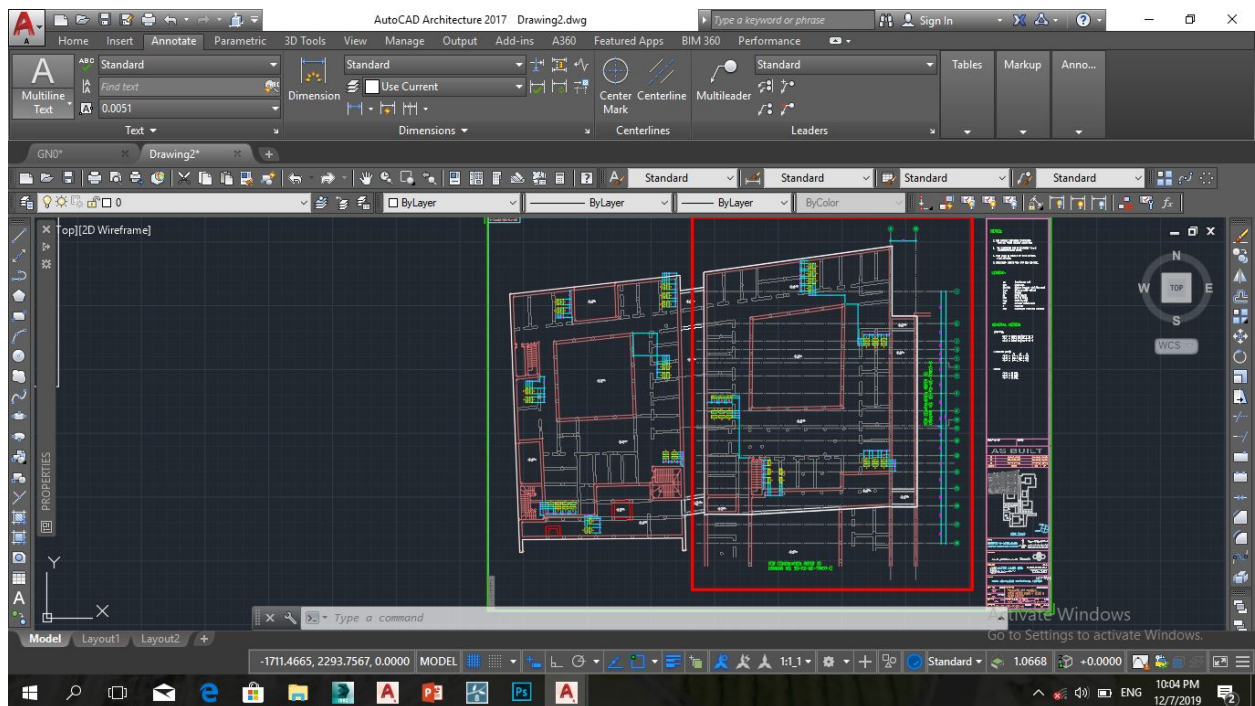 AutoCAD Architecture 2017 Drawing2.dwg
Type a keyword or phrase
Sign In
Home Insert Annotate Parametric 3D Tools View Manage Output Add-ins A360 Featured Apps BIM 360 Performance
Multiline Text
ABC Standard
Find text
0.0051
Text
Dimension
Standard
Use Current
Dimensions
Center Mark
Centerline
Centerlines
Multileader
Standard
Leaders
Tables
Markup
Anno...
GN0*
Drawing2*
Standard Standard Standard Standard
0
ByLayer ByLayer ByLayer ByColor
Top][2D Wireframe]
PROPERTIES
N
W TOP E
S
WCS
AS BUILT
Y
X
Type a command
Activate Windows
Go to Settings to activate Windows.
Model Layout1 Layout2 +
-1711.4665, 2293.7567, 0.0000 MODEL 1:1_1 Standard 1.0668 +0.0000
ENG
10:04 PM
12/7/2019